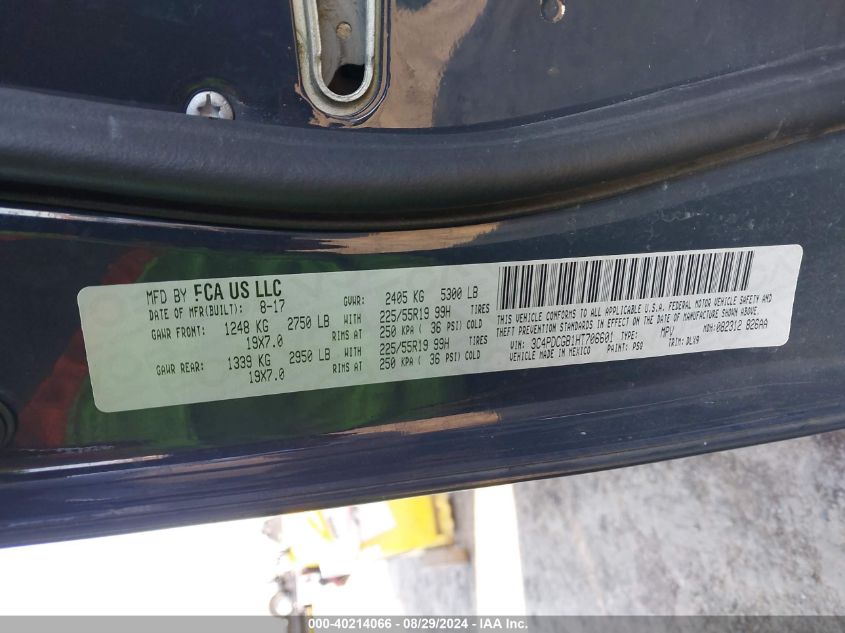 MFD BY FCA US LLC
DATE OF MFR(BUILT): 8-17 GVWR: 2405 KG 5300 LB
GAWR FRONT: 1248 KG 2750 LB WITH 225/55R19 99H TIRES
19X7.0 RIMS AT 250 KPA ( 36 PSI) COLD
GAWR REAR: 1339 KG 2950 LB WITH 225/55R19 99H TIRES
19X7.0 RIMS AT 250 KPA ( 36 PSI) COLD
THIS VEHICLE CONFORMS TO ALL APPLICABLE U.S.A. FEDERAL MOTOR VEHICLE SAFETY AND
THEFT PREVENTION STANDARDS IN EFFECT ON THE DATE OF MANUFACTURE SHOWN ABOVE.
VIN: 3C4PDCGB1HT706601 TYPE: MPV MDH: 082312 826AA
VEHICLE MADE IN MEXICO PAINT: TRIM: DLX9
000-40214066 - 08/29/2024 - IAA Inc.